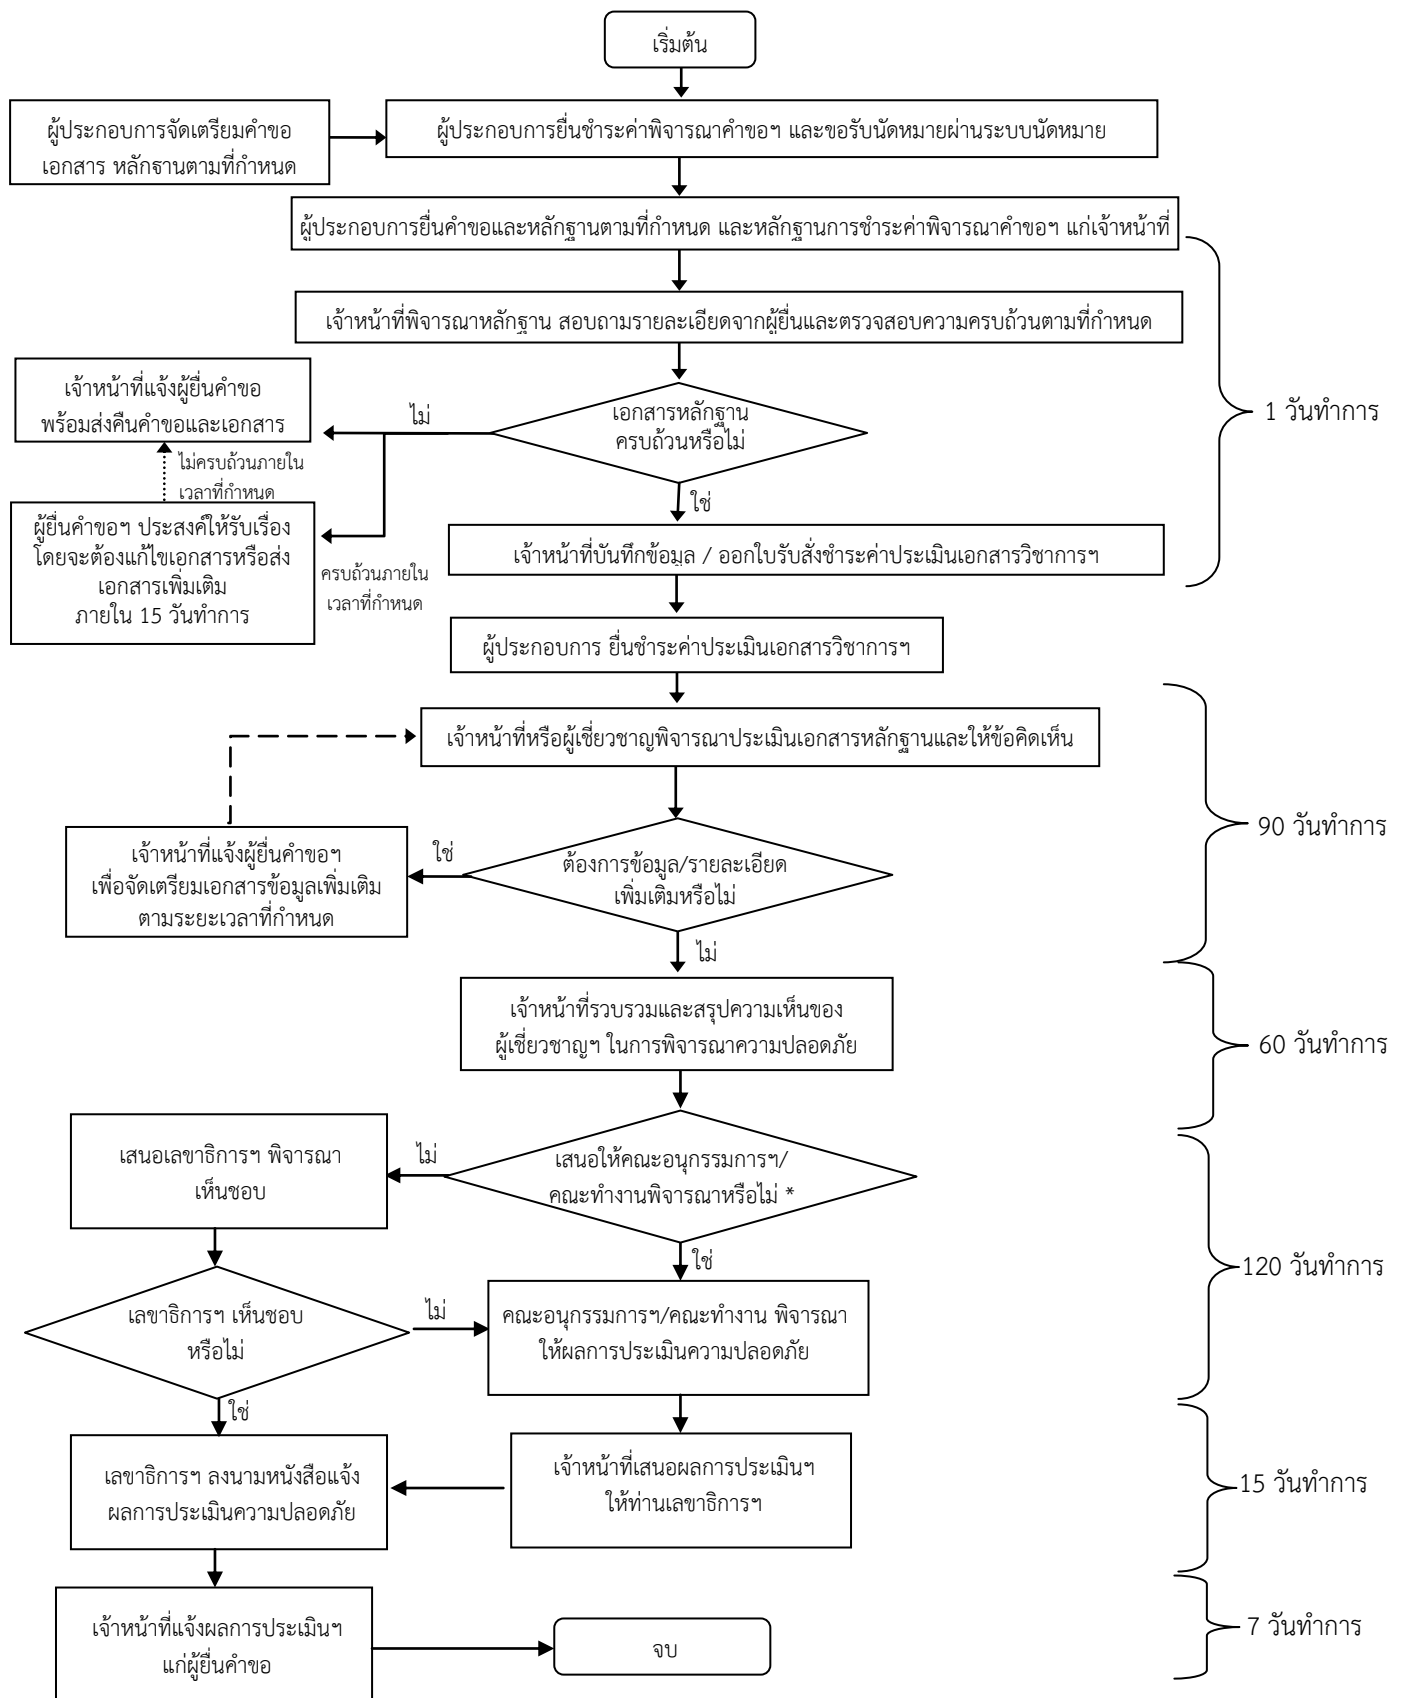 เริ่มต้น
ผู้ประกอบการจัดเตรียมคำขอ
เอกสาร หลักฐานตามที่กำหนด
ผู้ประกอบการยื่นชำระค่าพิจารณาคำขอฯ และขอรับนัดหมายผ่านระบบนัดหมาย
ผู้ประกอบการยื่นคำขอและหลักฐานตามที่กำหนด และหลักฐานการชำระค่าพิจารณาคำขอฯ แก่เจ้าหน้าที่
เจ้าหน้าที่พิจารณาหลักฐาน สอบถามรายละเอียดจากผู้ยื่นและตรวจสอบความครบถ้วนตามที่กำหนด
เจ้าหน้าที่แจ้งผู้ยื่นคำขอ
พร้อมส่งคืนคำขอและเอกสาร
ไม่
เอกสารหลักฐาน
ครบถ้วนหรือไม่
1 วันทำการ
ไม่ครบถ้วนภายใน
เวลาที่กำหนด
ใช่
ผู้ยื่นคำขอฯ ประสงค์ให้รับเรื่อง
โดยจะต้องแก้ไขเอกสารหรือส่ง
เอกสารเพิ่มเติม
ภายใน 15 วันทำการ
ครบถ้วนภายใน
เวลาที่กำหนด
เจ้าหน้าที่บันทึกข้อมูล / ออกใบรับสั่งชำระค่าประเมินเอกสารวิชาการฯ
ผู้ประกอบการ ยื่นชำระค่าประเมินเอกสารวิชาการฯ
เจ้าหน้าที่หรือผู้เชี่ยวชาญพิจารณาประเมินเอกสารหลักฐานและให้ข้อคิดเห็น
90 วันทำการ
เจ้าหน้าที่แจ้งผู้ยื่นคำขอฯ
เพื่อจัดเตรียมเอกสารข้อมูลเพิ่มเติม
ตามระยะเวลาที่กำหนด
ใช่
ต้องการข้อมูล/รายละเอียด
เพิ่มเติมหรือไม่
ไม่
เจ้าหน้าที่รวบรวมและสรุปความเห็นของ
ผู้เชี่ยวชาญฯ ในการพิจารณาความปลอดภัย
60 วันทำการ
เสนอเลขาธิการฯ พิจารณา
เห็นชอบ
ไม่
เสนอให้คณะอนุกรรมการฯ/
คณะทำงานพิจารณาหรือไม่ *
ใช่
120 วันทำการ
เลขาธิการฯ เห็นชอบ
หรือไม่
ไม่
คณะอนุกรรมการฯ/คณะทำงาน พิจารณา
ให้ผลการประเมินความปลอดภัย
ใช่
เลขาธิการฯ ลงนามหนังสือแจ้ง
ผลการประเมินความปลอดภัย
เจ้าหน้าที่เสนอผลการประเมินฯ
ให้ท่านเลขาธิการฯ
15 วันทำการ
เจ้าหน้าที่แจ้งผลการประเมินฯ
แก่ผู้ยื่นคำขอ
จบ
7 วันทำการ